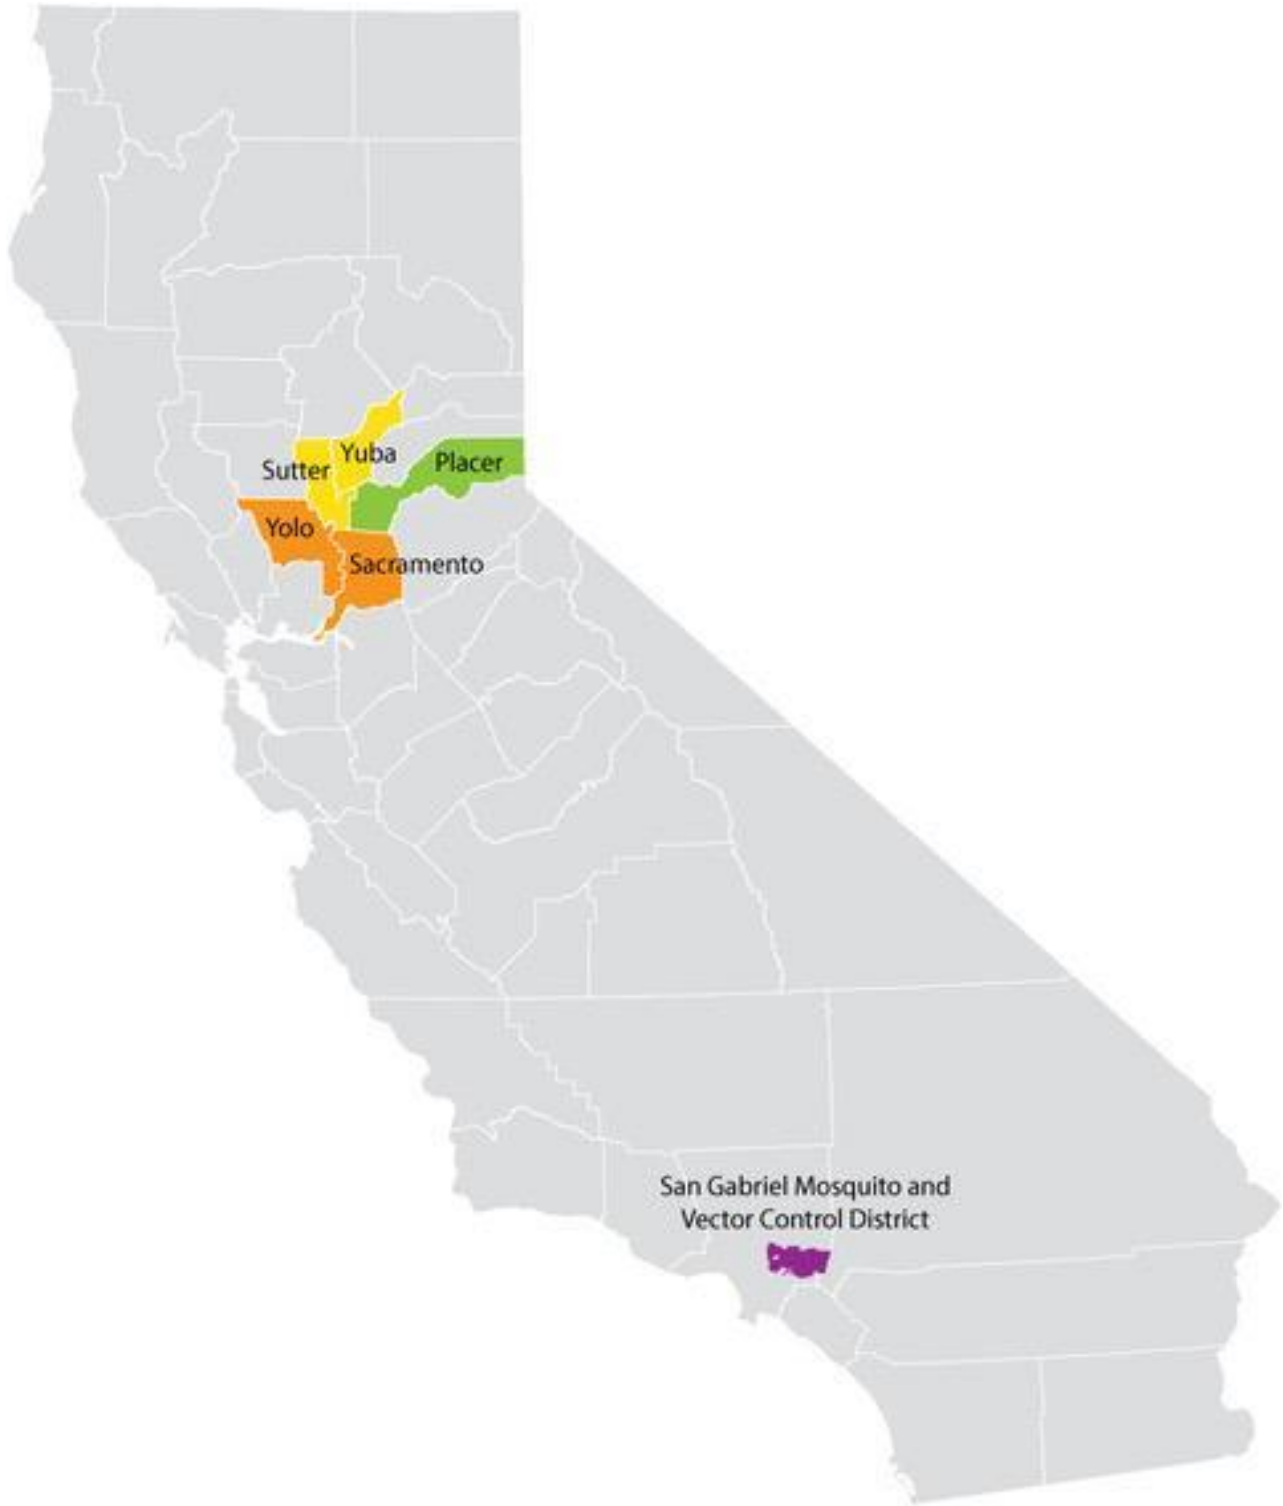 Yuba
Placer
Sutter
Yolo
Sacramento
San Gabriel Mosquito and
Vector Control District